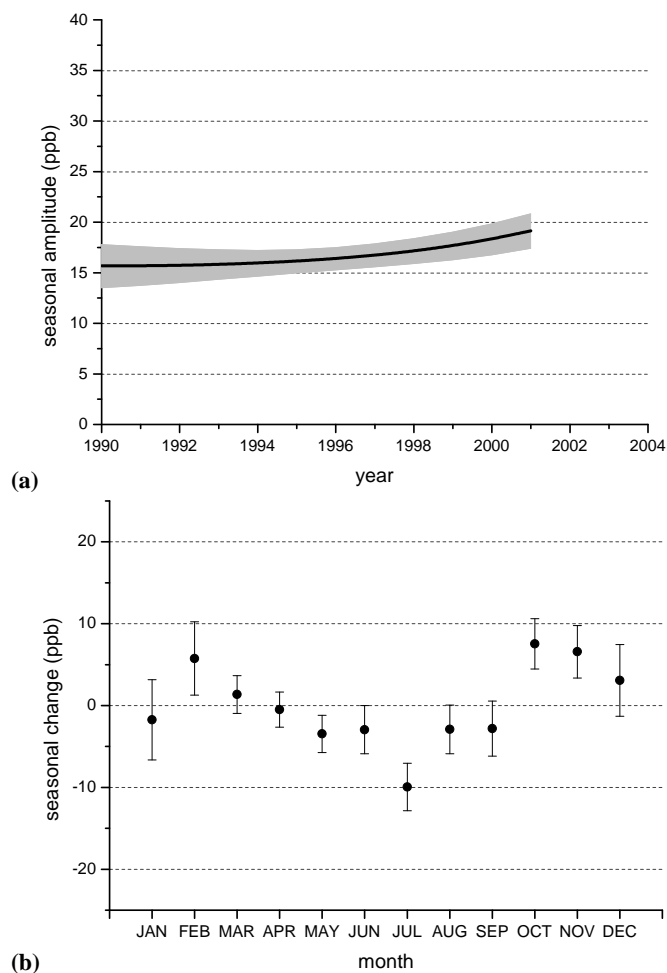 40
35
30
25
20
15
10
5
0
seasonal amplitude (ppb)
1990 1992 1994 1996 1998 2000 2002 2004
year
(a)
20
10
0
-10
-20
seasonal change (ppb)
JAN FEB MAR APR MAY JUN JUL AUG SEP OCT NOV DEC
month
(b)